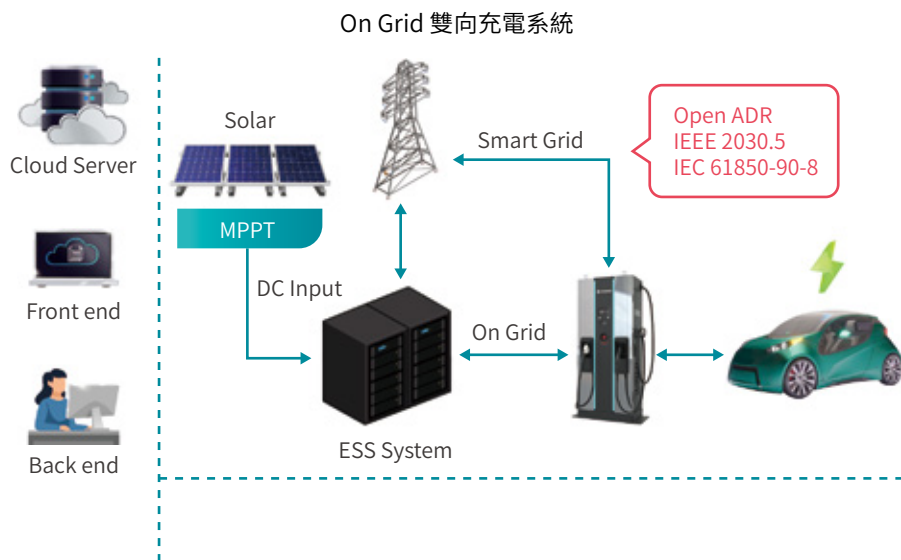 On Grid 雙向充電系統
Cloud Server
Front end
Back end
Solar
MPPT
DC Input
Smart Grid
Open ADR
IEEE 2030.5
IEC 61850-90-8
On Grid
ESS System